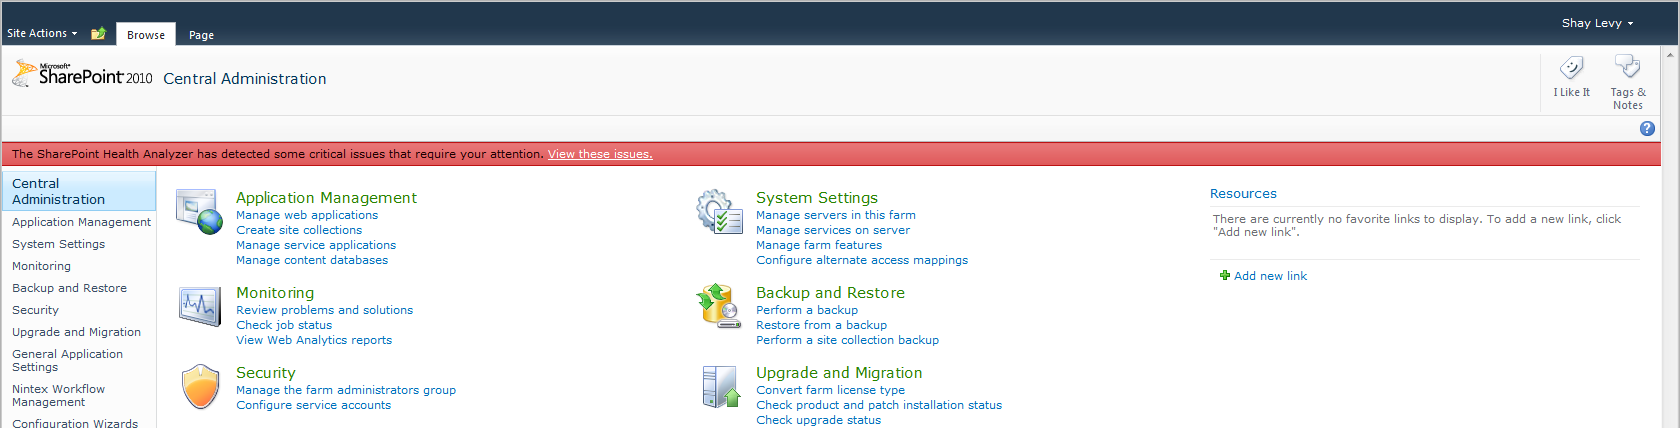 Shay Levy
Site Actions
Browse
Page
Microsoft®
SharePoint® 2010
Central Administration
I Like It
Tags &
Notes
The SharePoint Health Analyzer has detected some critical issues that require your attention. View these issues.
Central
Administration
Application Management
System Settings
Monitoring
Backup and Restore
Security
Upgrade and Migration
General Application
Settings
Nintex Workflow
Management
Configuration Wizards
Application Management
Manage web applications
Create site collections
Manage service applications
Manage content databases
Monitoring
Review problems and solutions
Check job status
View Web Analytics reports
Security
Manage the farm administrators group
Configure service accounts
System Settings
Manage servers in this farm
Manage services on server
Manage farm features
Configure alternate access mappings
Backup and Restore
Perform a backup
Restore from a backup
Perform a site collection backup
Upgrade and Migration
Convert farm license type
Check product and patch installation status
Check upgrade status
Resources
There are currently no favorite links to display. To add a new link, click
"Add new link".
Add new link